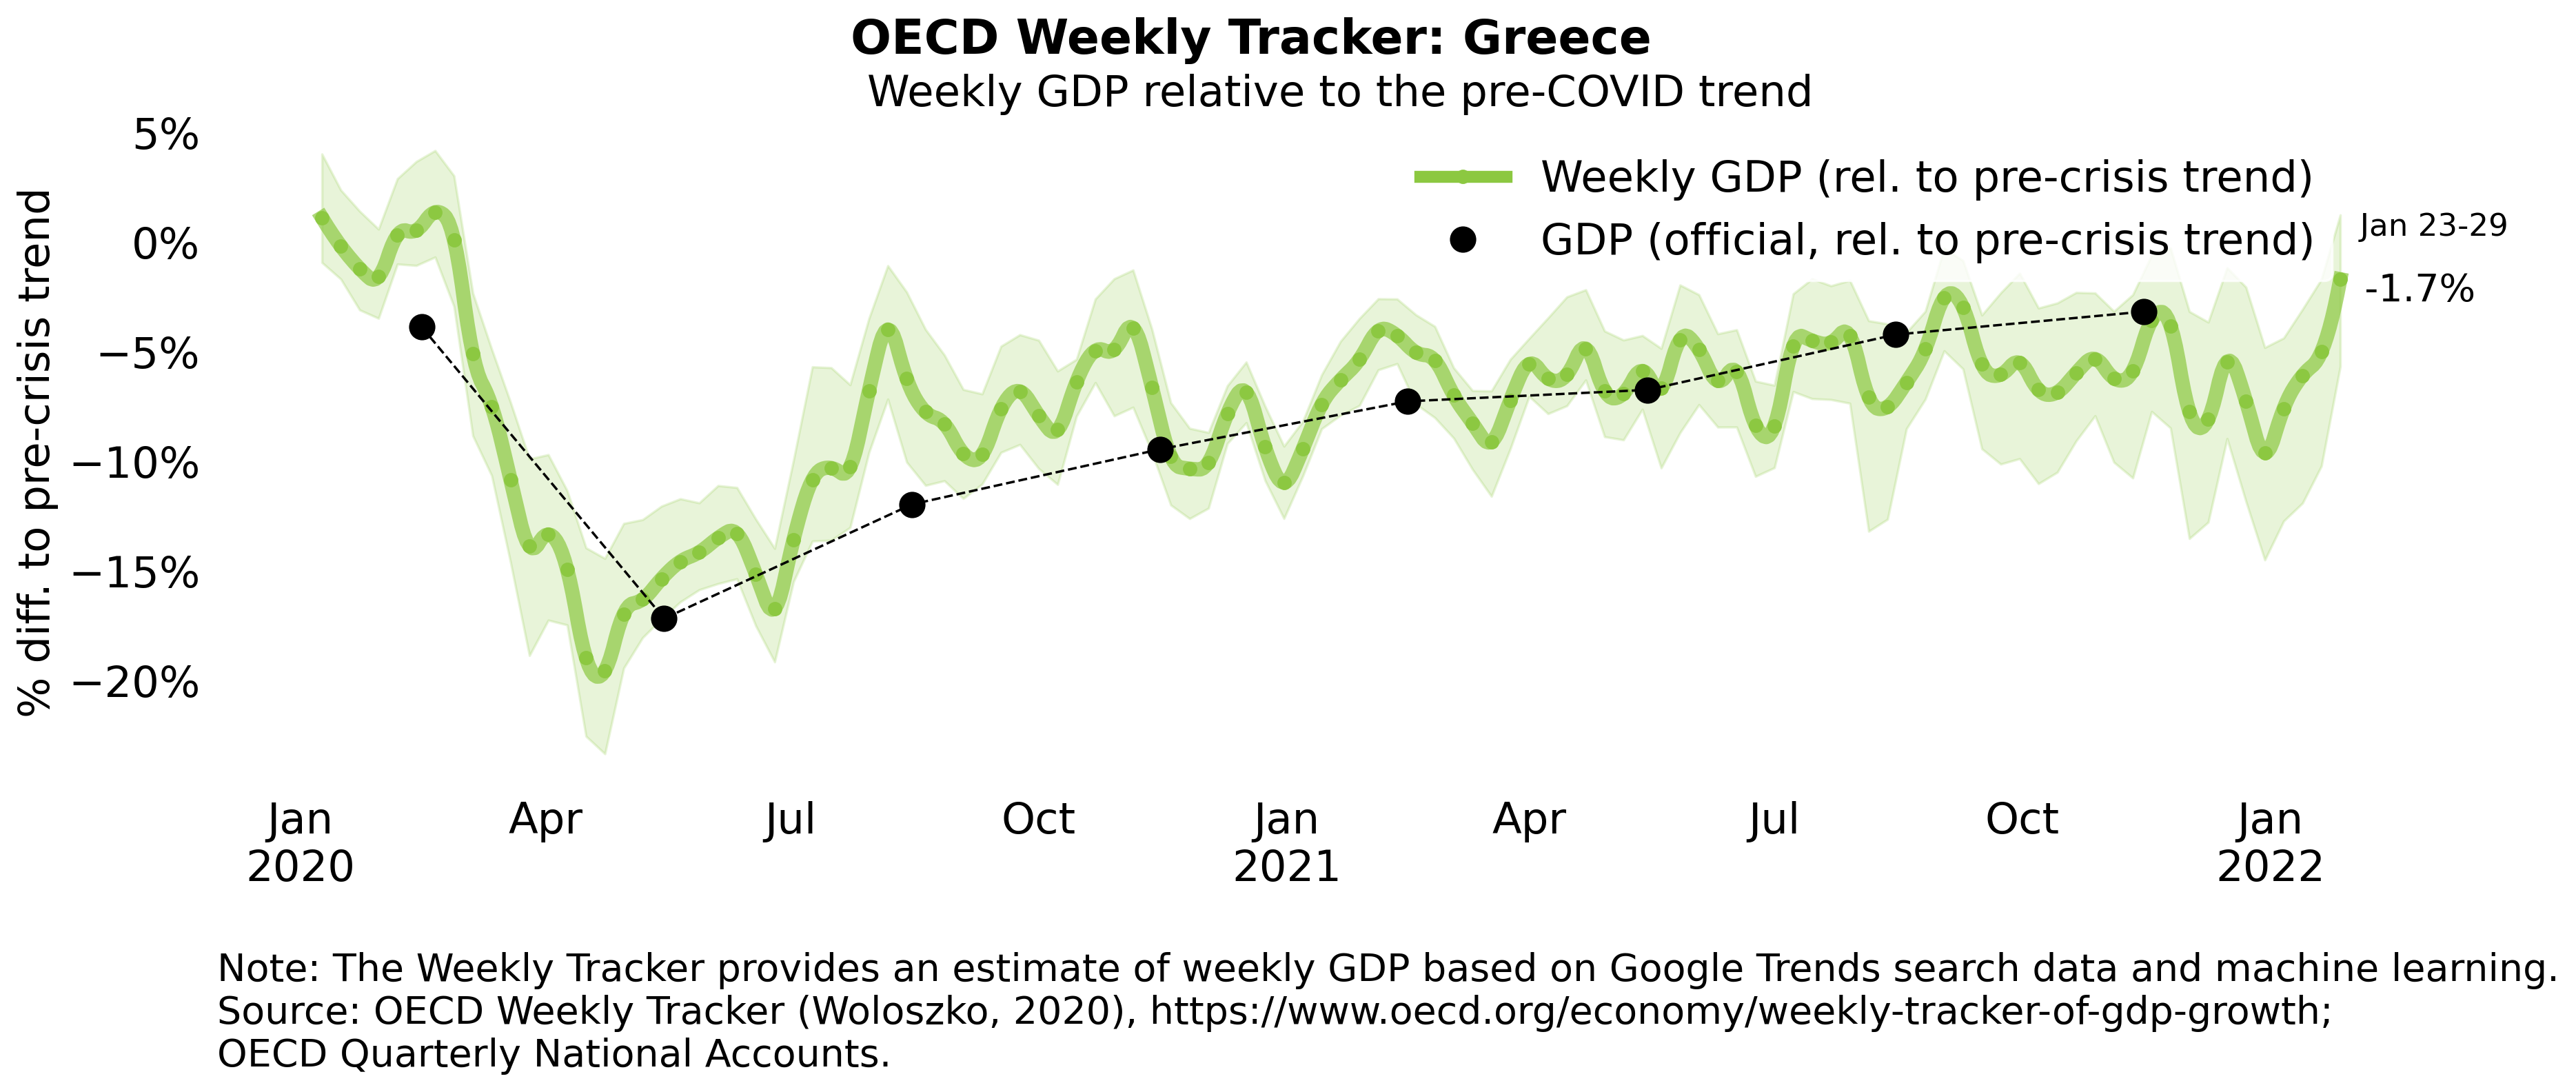 OECD Weekly Tracker: Greece
Weekly GDP relative to the pre-COVID trend
% diff. to pre-crisis trend
5%
0%
−5%
−10%
−15%
−20%
Weekly GDP (rel. to pre-crisis trend)
GDP (official, rel. to pre-crisis trend)
Jan 23-29
-1.7%
Jan Apr Jul Oct Jan Apr Jul Oct Jan
2020 2021 2022
Note: The Weekly Tracker provides an estimate of weekly GDP based on Google Trends search data and machine learning.
Source: OECD Weekly Tracker (Woloszko, 2020), https://www.oecd.org/economy/weekly-tracker-of-gdp-growth;
OECD Quarterly National Accounts.